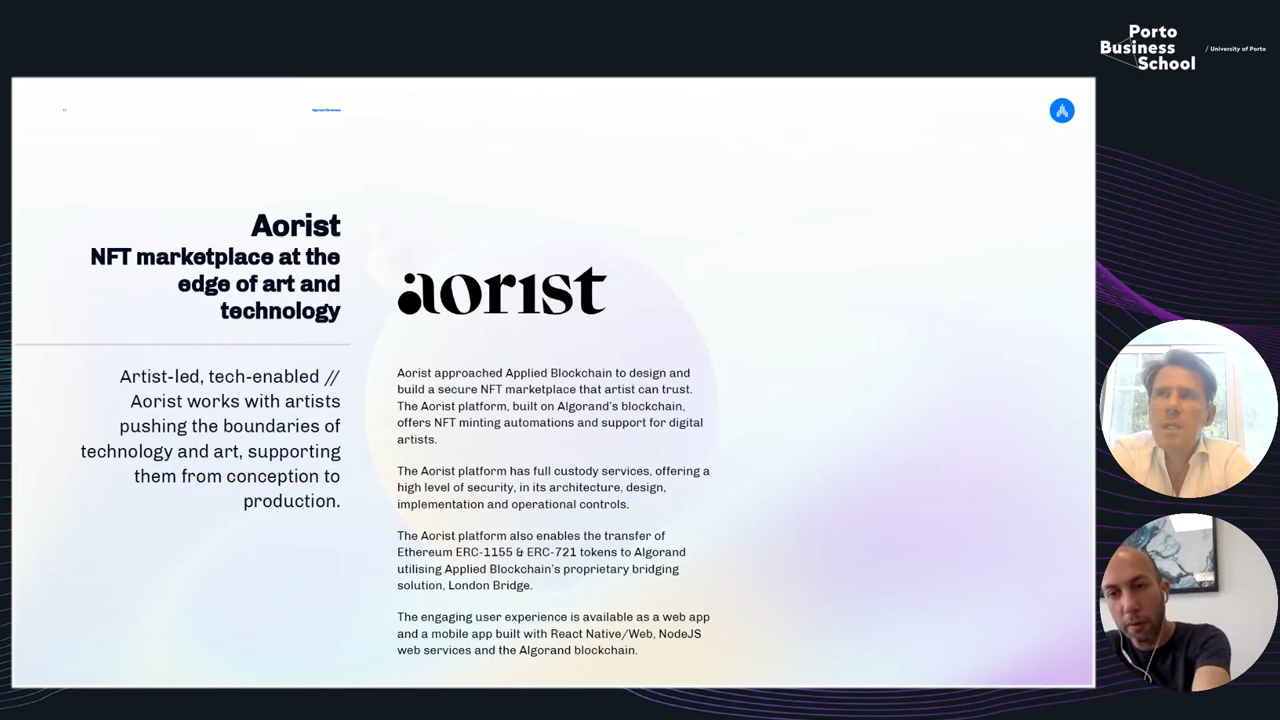 Porto
Business
School
/ University of Porto
Aorist
NFT marketplace at the
edge of art and
technology
Artist-led, tech-enabled //
Aorist works with artists
pushing the boundaries of
technology and art, supporting
them from conception to
production.
aorist
Aorist approached Applied Blockchain to design and
build a secure NFT marketplace that artist can trust.
The Aorist platform, built on Algorand's blockchain,
offers NFT minting automations and support for digital
artists.
The Aorist platform has full custody services, offering a
high level of security, in its architecture, design,
implementation and operational controls.
The Aorist platform also enables the transfer of
Ethereum ERC-1155 & ERC-721 tokens to Algorand
utilising Applied Blockchain's proprietary bridging
solution, London Bridge.
The engaging user experience is available as a web app
and a mobile app built with React Native/Web, NodeJS
web services and the Algorand blockchain.